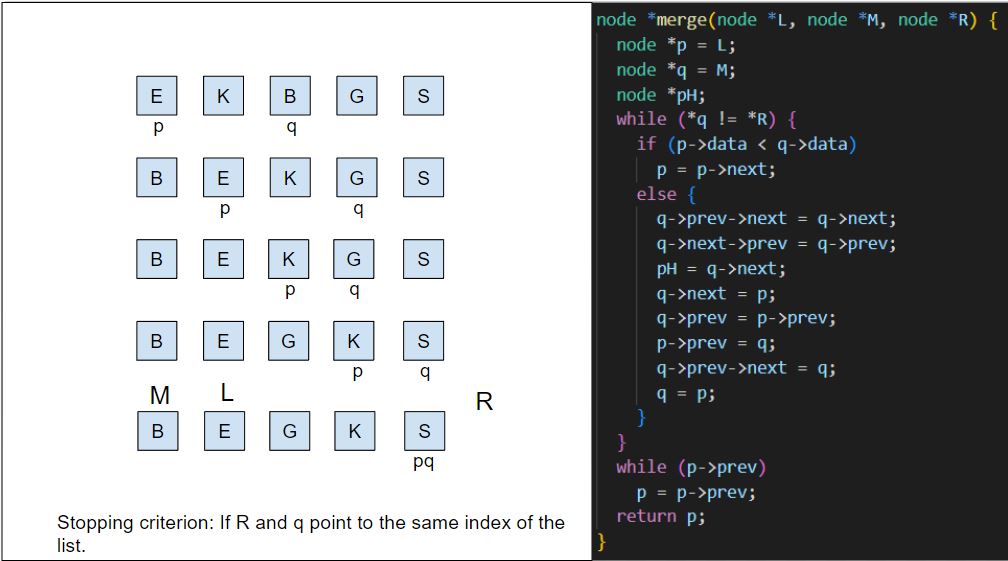 E K B G S
p q
B E K G S
p q
B E K G S
p q
B E G K S
p q
M L R
B E G K S
pq
Stopping criterion: If R and q point to the same index of the
list.
node *merge(node *L, node *M, node *R) {
node *p = L;
node *q = M;
node *pH;
while (*q != *R) {
if (p->data < q->data)
p = p->next;
else {
q->prev->next = q->next;
q->next->prev = q->prev;
pH = q->next;
q->next = p;
q->prev = p->prev;
p->prev = q;
q->prev->next = q;
q = p;
}
}
while (p->prev)
p = p->prev;
return p;
}